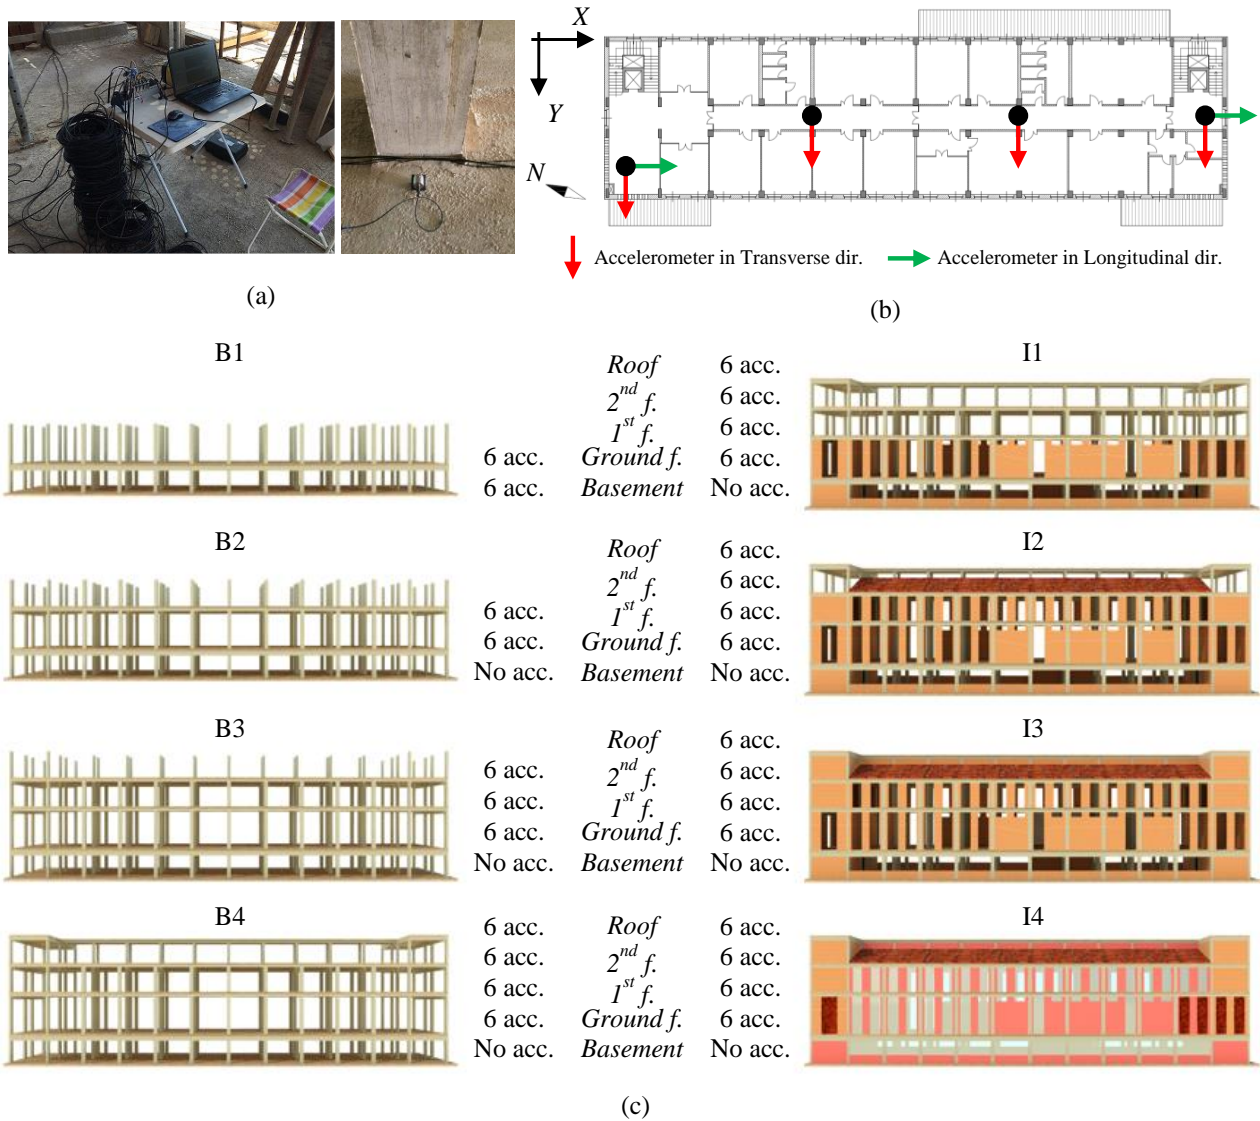 X
Y
N
Accelerometer in Transverse dir. Accelerometer in Longitudinal dir.
(a)
(b)
B1 I1
Roof 6 acc.
2nd f. 6 acc.
1st f. 6 acc.
6 acc. Ground f. 6 acc.
6 acc. Basement No acc.
B2 I2
Roof 6 acc.
2nd f. 6 acc.
6 acc. 1st f. 6 acc.
6 acc. Ground f. 6 acc.
No acc. Basement No acc.
B3 I3
Roof 6 acc.
6 acc. 2nd f. 6 acc.
6 acc. 1st f. 6 acc.
6 acc. Ground f. 6 acc.
No acc. Basement No acc.
B4 I4
6 acc. Roof 6 acc.
6 acc. 2nd f. 6 acc.
6 acc. 1st f. 6 acc.
6 acc. Ground f. 6 acc.
No acc. Basement No acc.
(c)